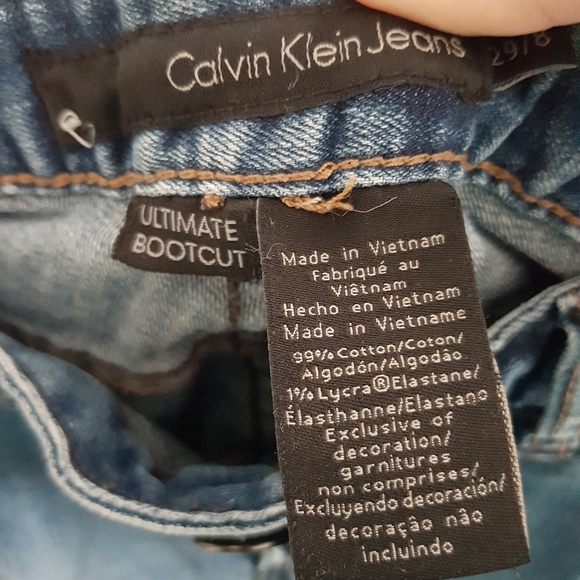 Calvin Klein Jeans
29/8
ULTIMATE
BOOTCUT
Made in Vietnam
Fabriqué au
Viêtnam
Hecho en Vietnam
Made in Vietname
99% Cotton/Coton/
Algodón/Algodão
1% Lycra®Elastane/
Élasthanne/Elastano
Exclusive of
decoration/
garnitures
non comprises/
Excluyendo decoración/
decoração não
incluindo